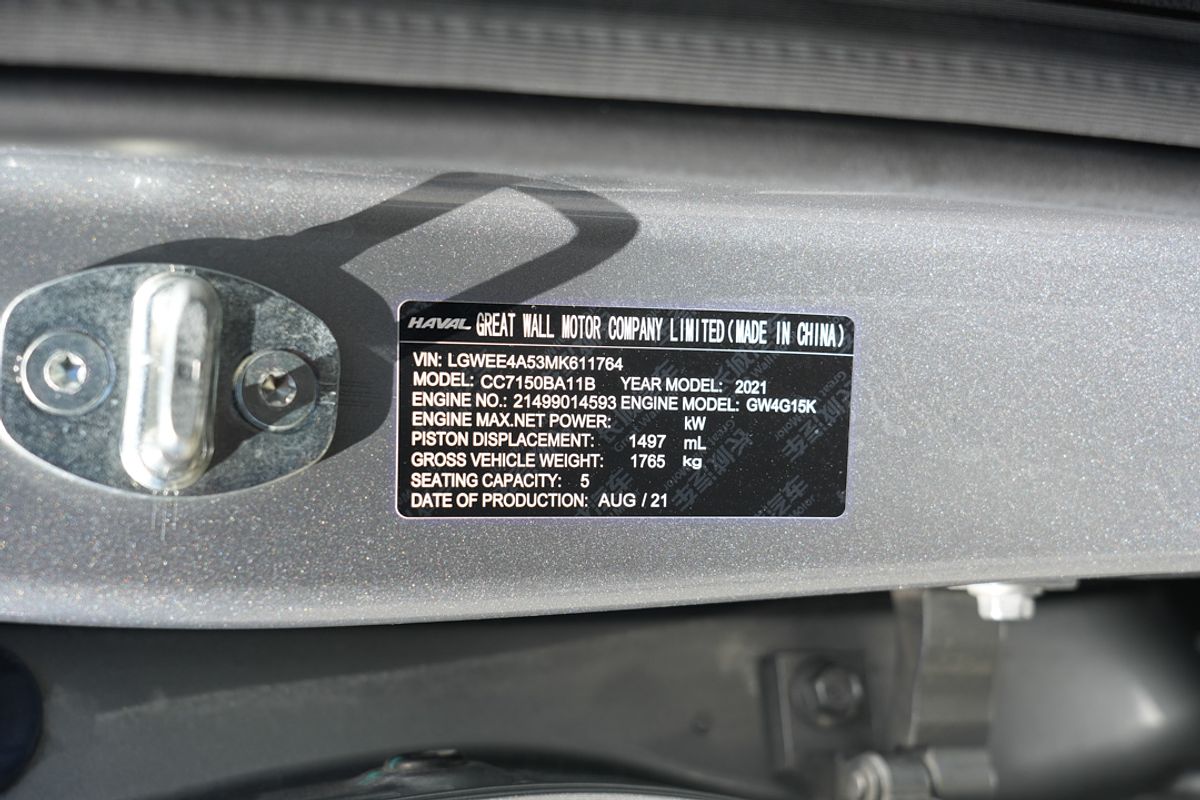 HAVAL GREAT WALL MOTOR COMPANY LIMITED(MADE IN CHINA)
VIN: LGWEE4A53MK611764
MODEL: CC7150BA11B YEAR MODEL: 2021
ENGINE NO.: 21499014593 ENGINE MODEL: GW4G15K
ENGINE MAX.NET POWER: kW
PISTON DISPLACEMENT: 1497 mL
GROSS VEHICLE WEIGHT: 1765 kg
SEATING CAPACITY: 5
DATE OF PRODUCTION: AUG / 21